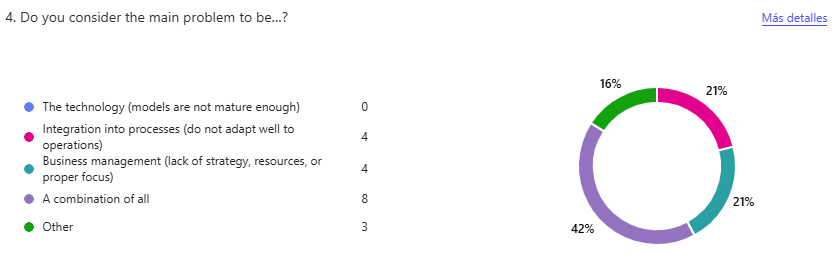 4. Do you consider the main problem to be...?
Más detalles
The technology (models are not mature enough) 0
Integration into processes (do not adapt well to
operations) 4
Business management (lack of strategy, resources, or
proper focus) 4
A combination of all 8
Other 3
16%
21%
21%
42%